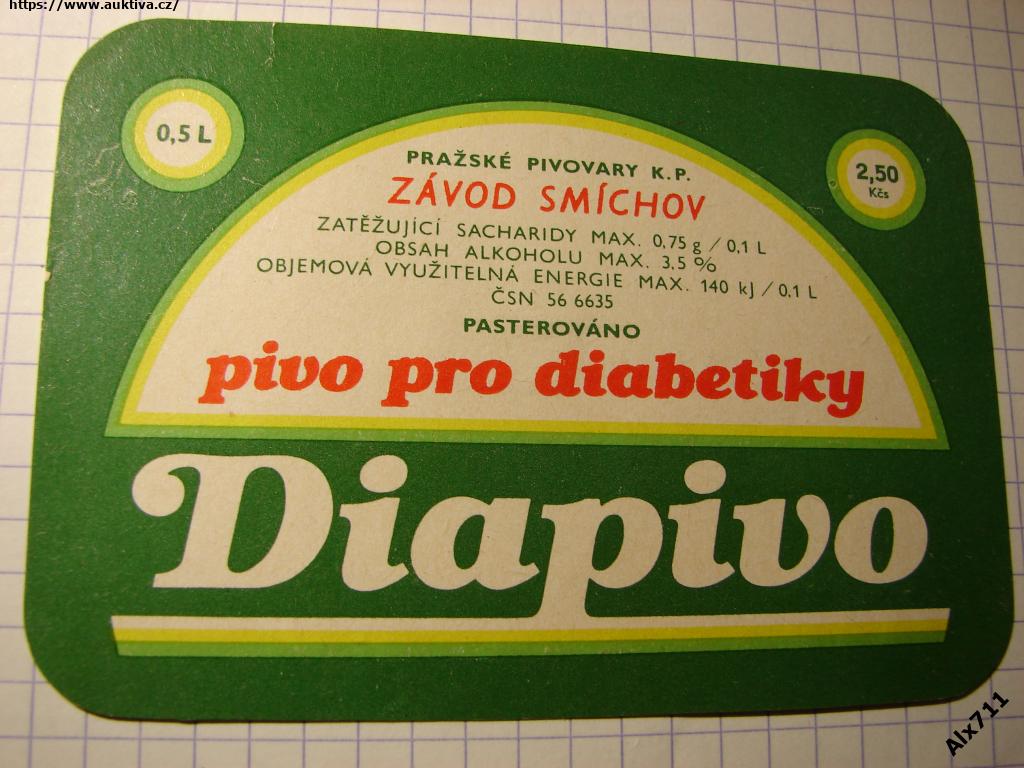 https://www.auktiva.cz/
0,5 L
2,50
Kčs
PRAŽSKÉ PIVOVARY K.P.
ZÁVOD SMÍCHOV
ZATĚŽUJÍCÍ SACHARIDY MAX. 0,75 g / 0,1 L
OBSAH ALKOHOLU MAX. 3,5 %
OBJEMOVÁ VYUŽITELNÁ ENERGIE MAX. 140 kJ / 0,1 L
ČSN 56 6635
PASTEROVÁNO
pivo pro diabetiky
Diapivo
Alx711